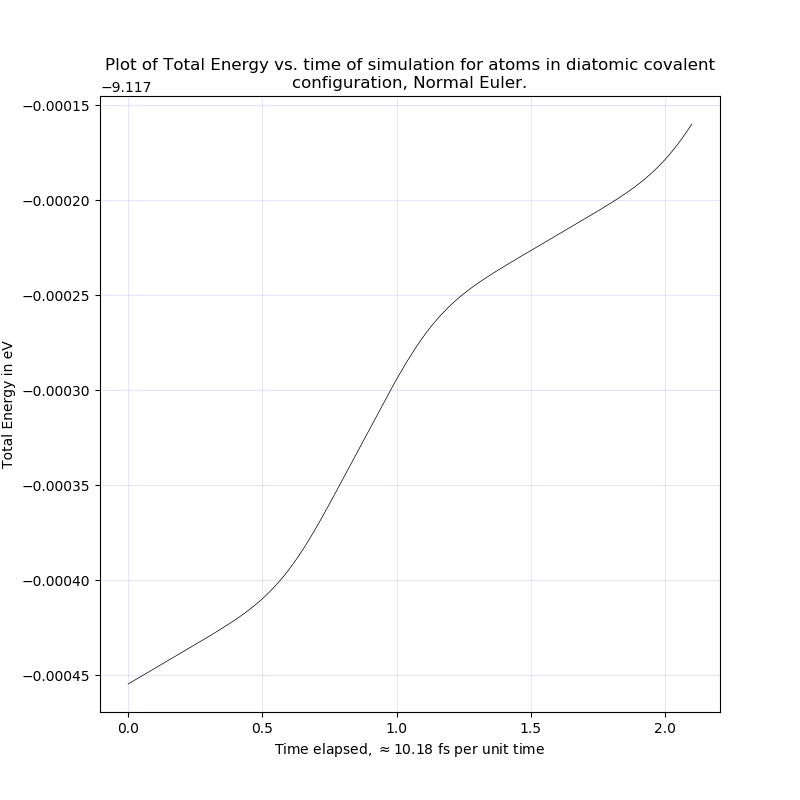 Plot of Total Energy vs. time of simulation for atoms in diatomic covalent
configuration, Normal Euler.
−9.117
−0.00015
−0.00020
−0.00025
−0.00030
−0.00035
−0.00040
−0.00045
Total Energy in eV
0.0 0.5 1.0 1.5 2.0
Time elapsed, ≈ 10.18 fs per unit time